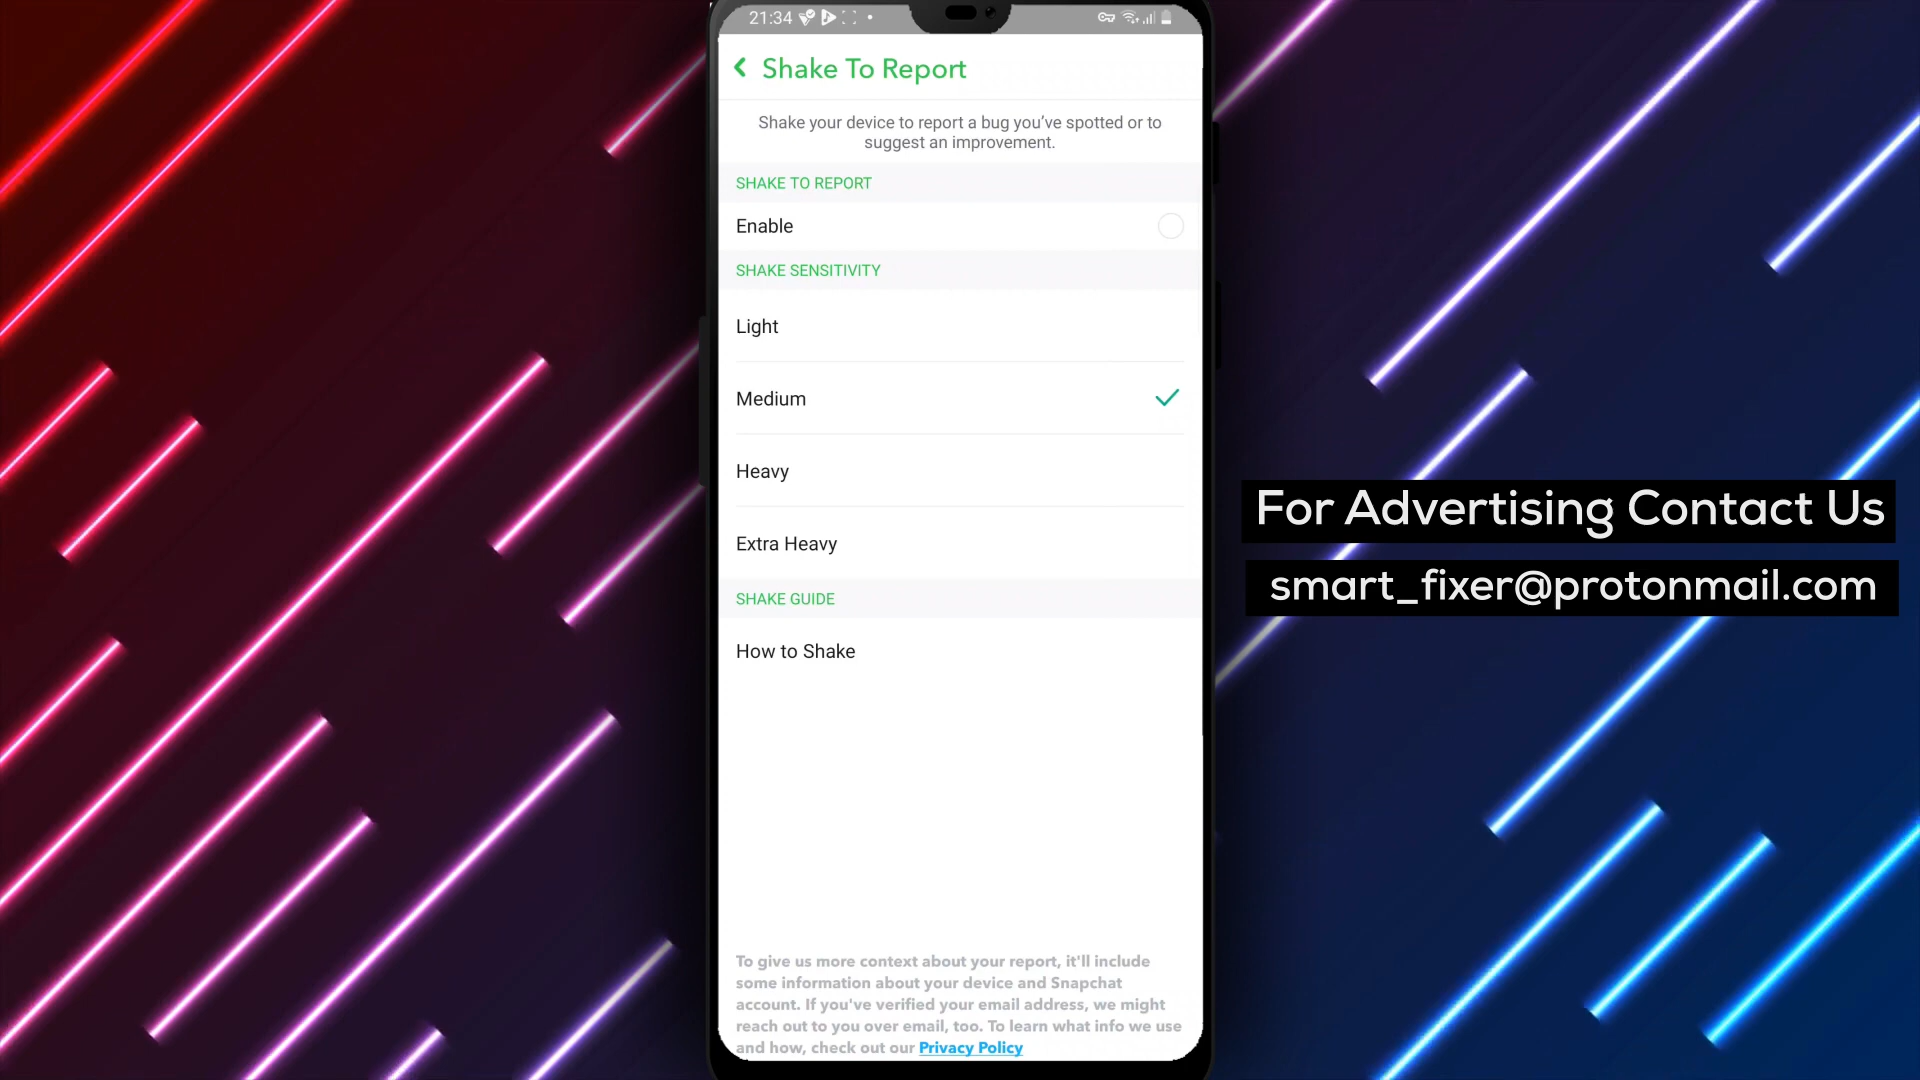 21:34
Shake To Report
Shake your device to report a bug you’ve spotted or to
suggest an improvement.
SHAKE TO REPORT
Enable
SHAKE SENSITIVITY
Light
Medium
Heavy
Extra Heavy
SHAKE GUIDE
How to Shake
To give us more context about your report, it'll include
some information about your device and Snapchat
account. If you've verified your email address, we might
reach out to you over email, too. To learn what info we use
and how, check out our Privacy Policy
For Advertising Contact Us
smart_fixer@protonmail.com